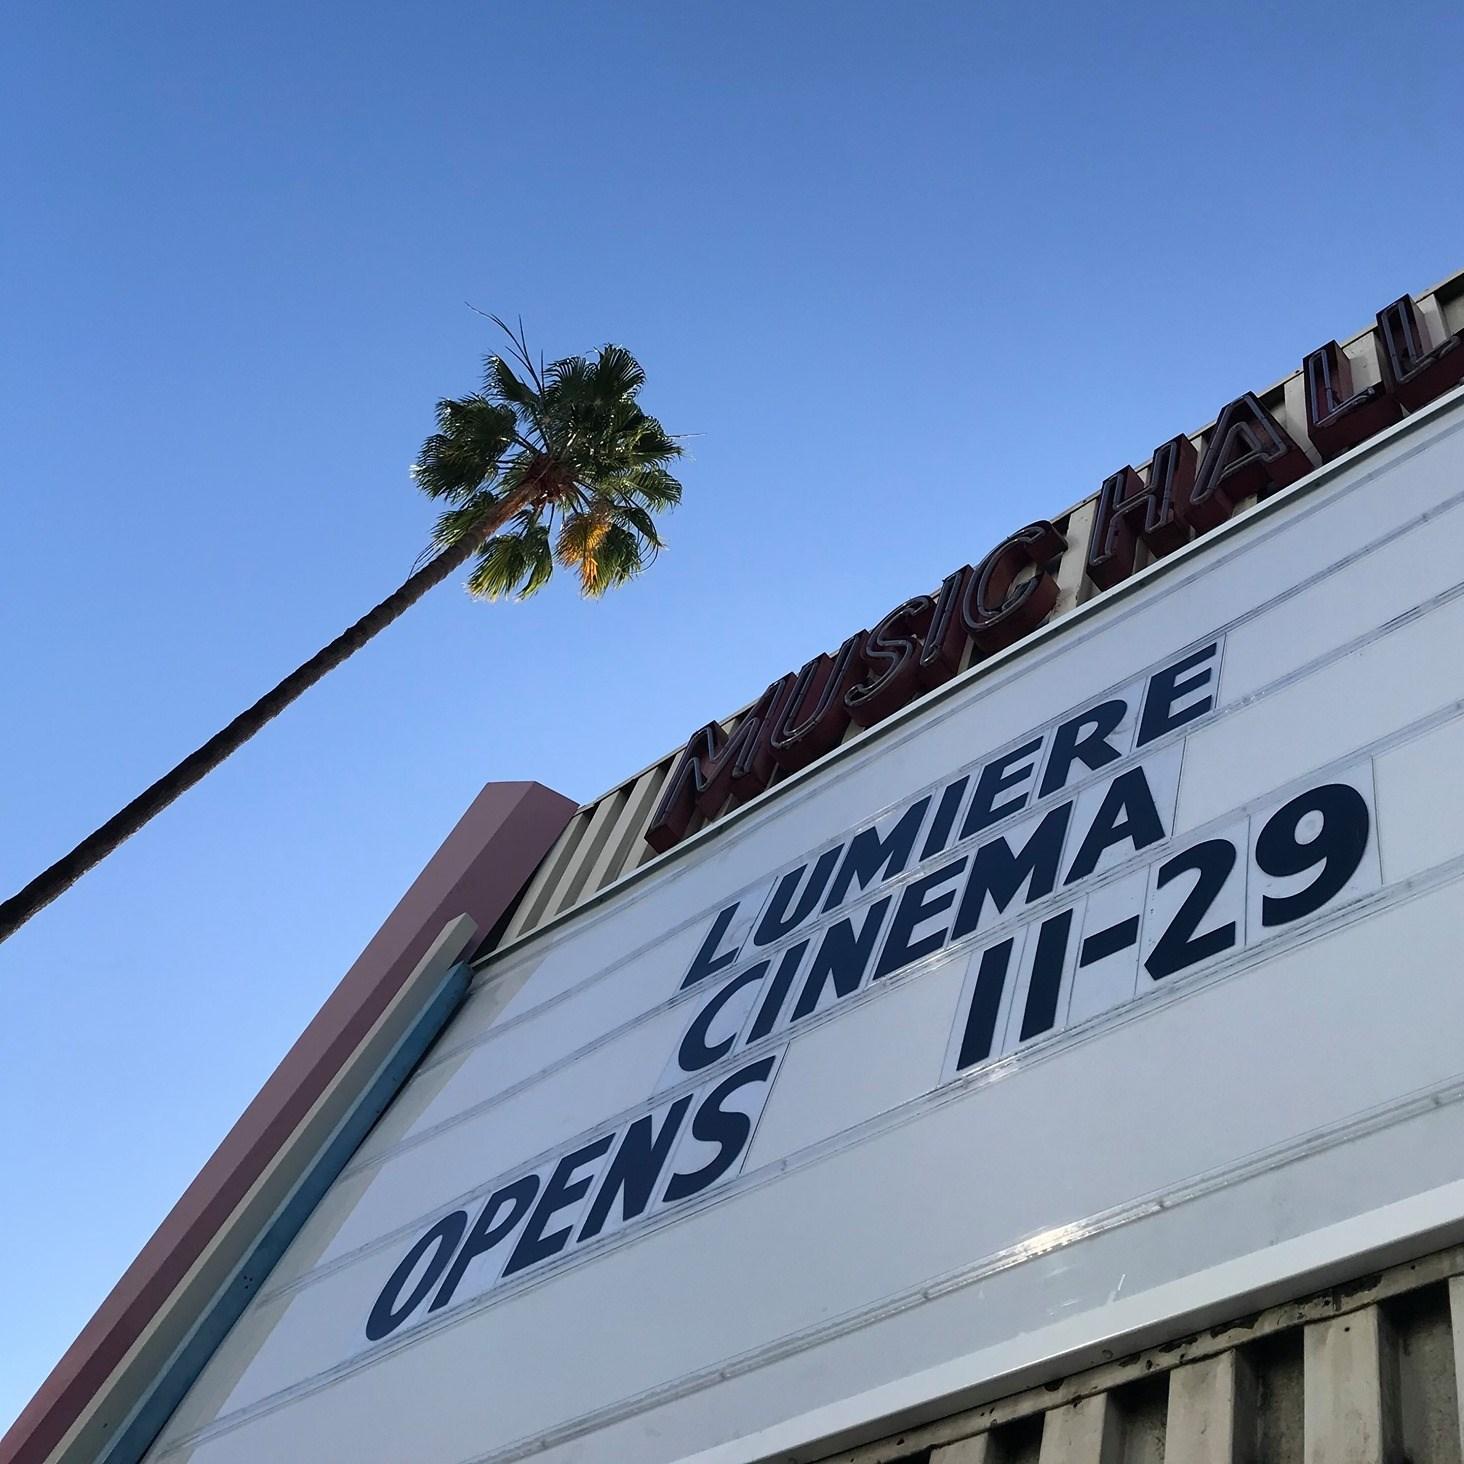 MUSIC HALL
LUMIERE
CINEMA
OPENS 11-29